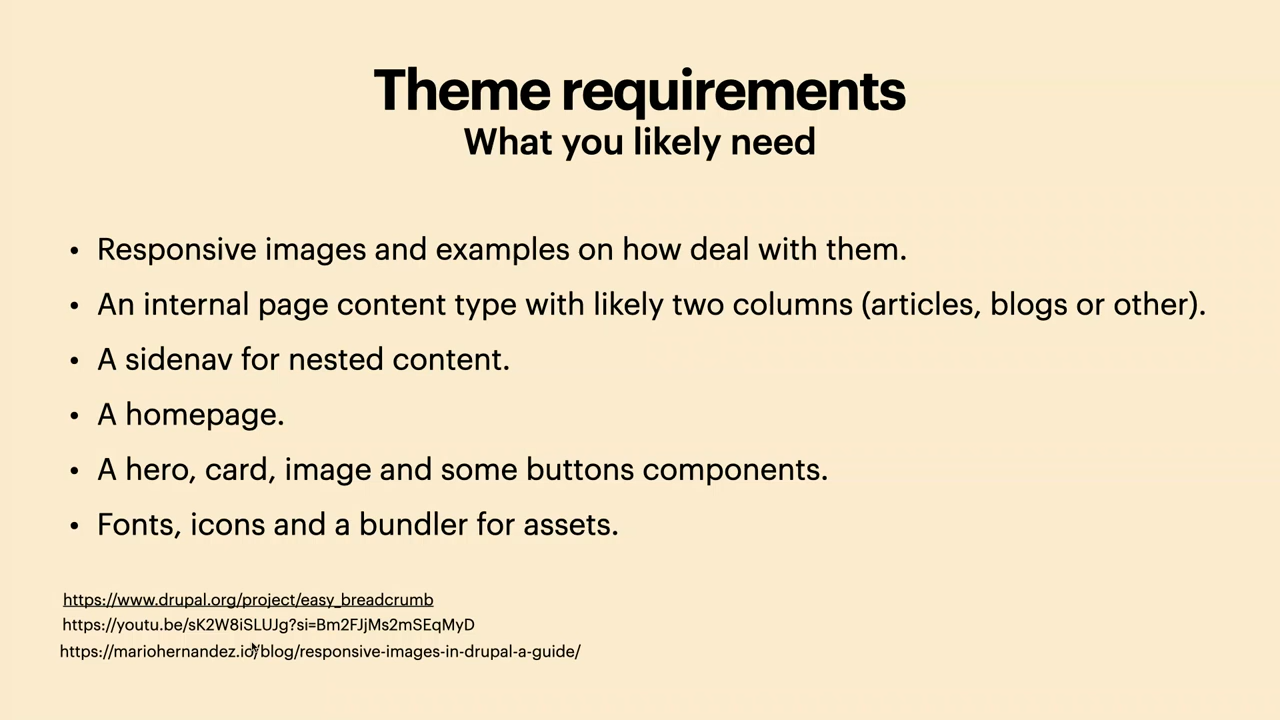 Theme requirements
What you likely need
• Responsive images and examples on how deal with them.
• An internal page content type with likely two columns (articles, blogs or other).
• A sidenav for nested content.
• A homepage.
• A hero, card, image and some buttons components.
• Fonts, icons and a bundler for assets.
https://www.drupal.org/project/easy_breadcrumb
https://youtu.be/sK2W8iSLUJg?si=Bm2FJjMs2mSEqMyD
https://mariohernandez.io/blog/responsive-images-in-drupal-a-guide/